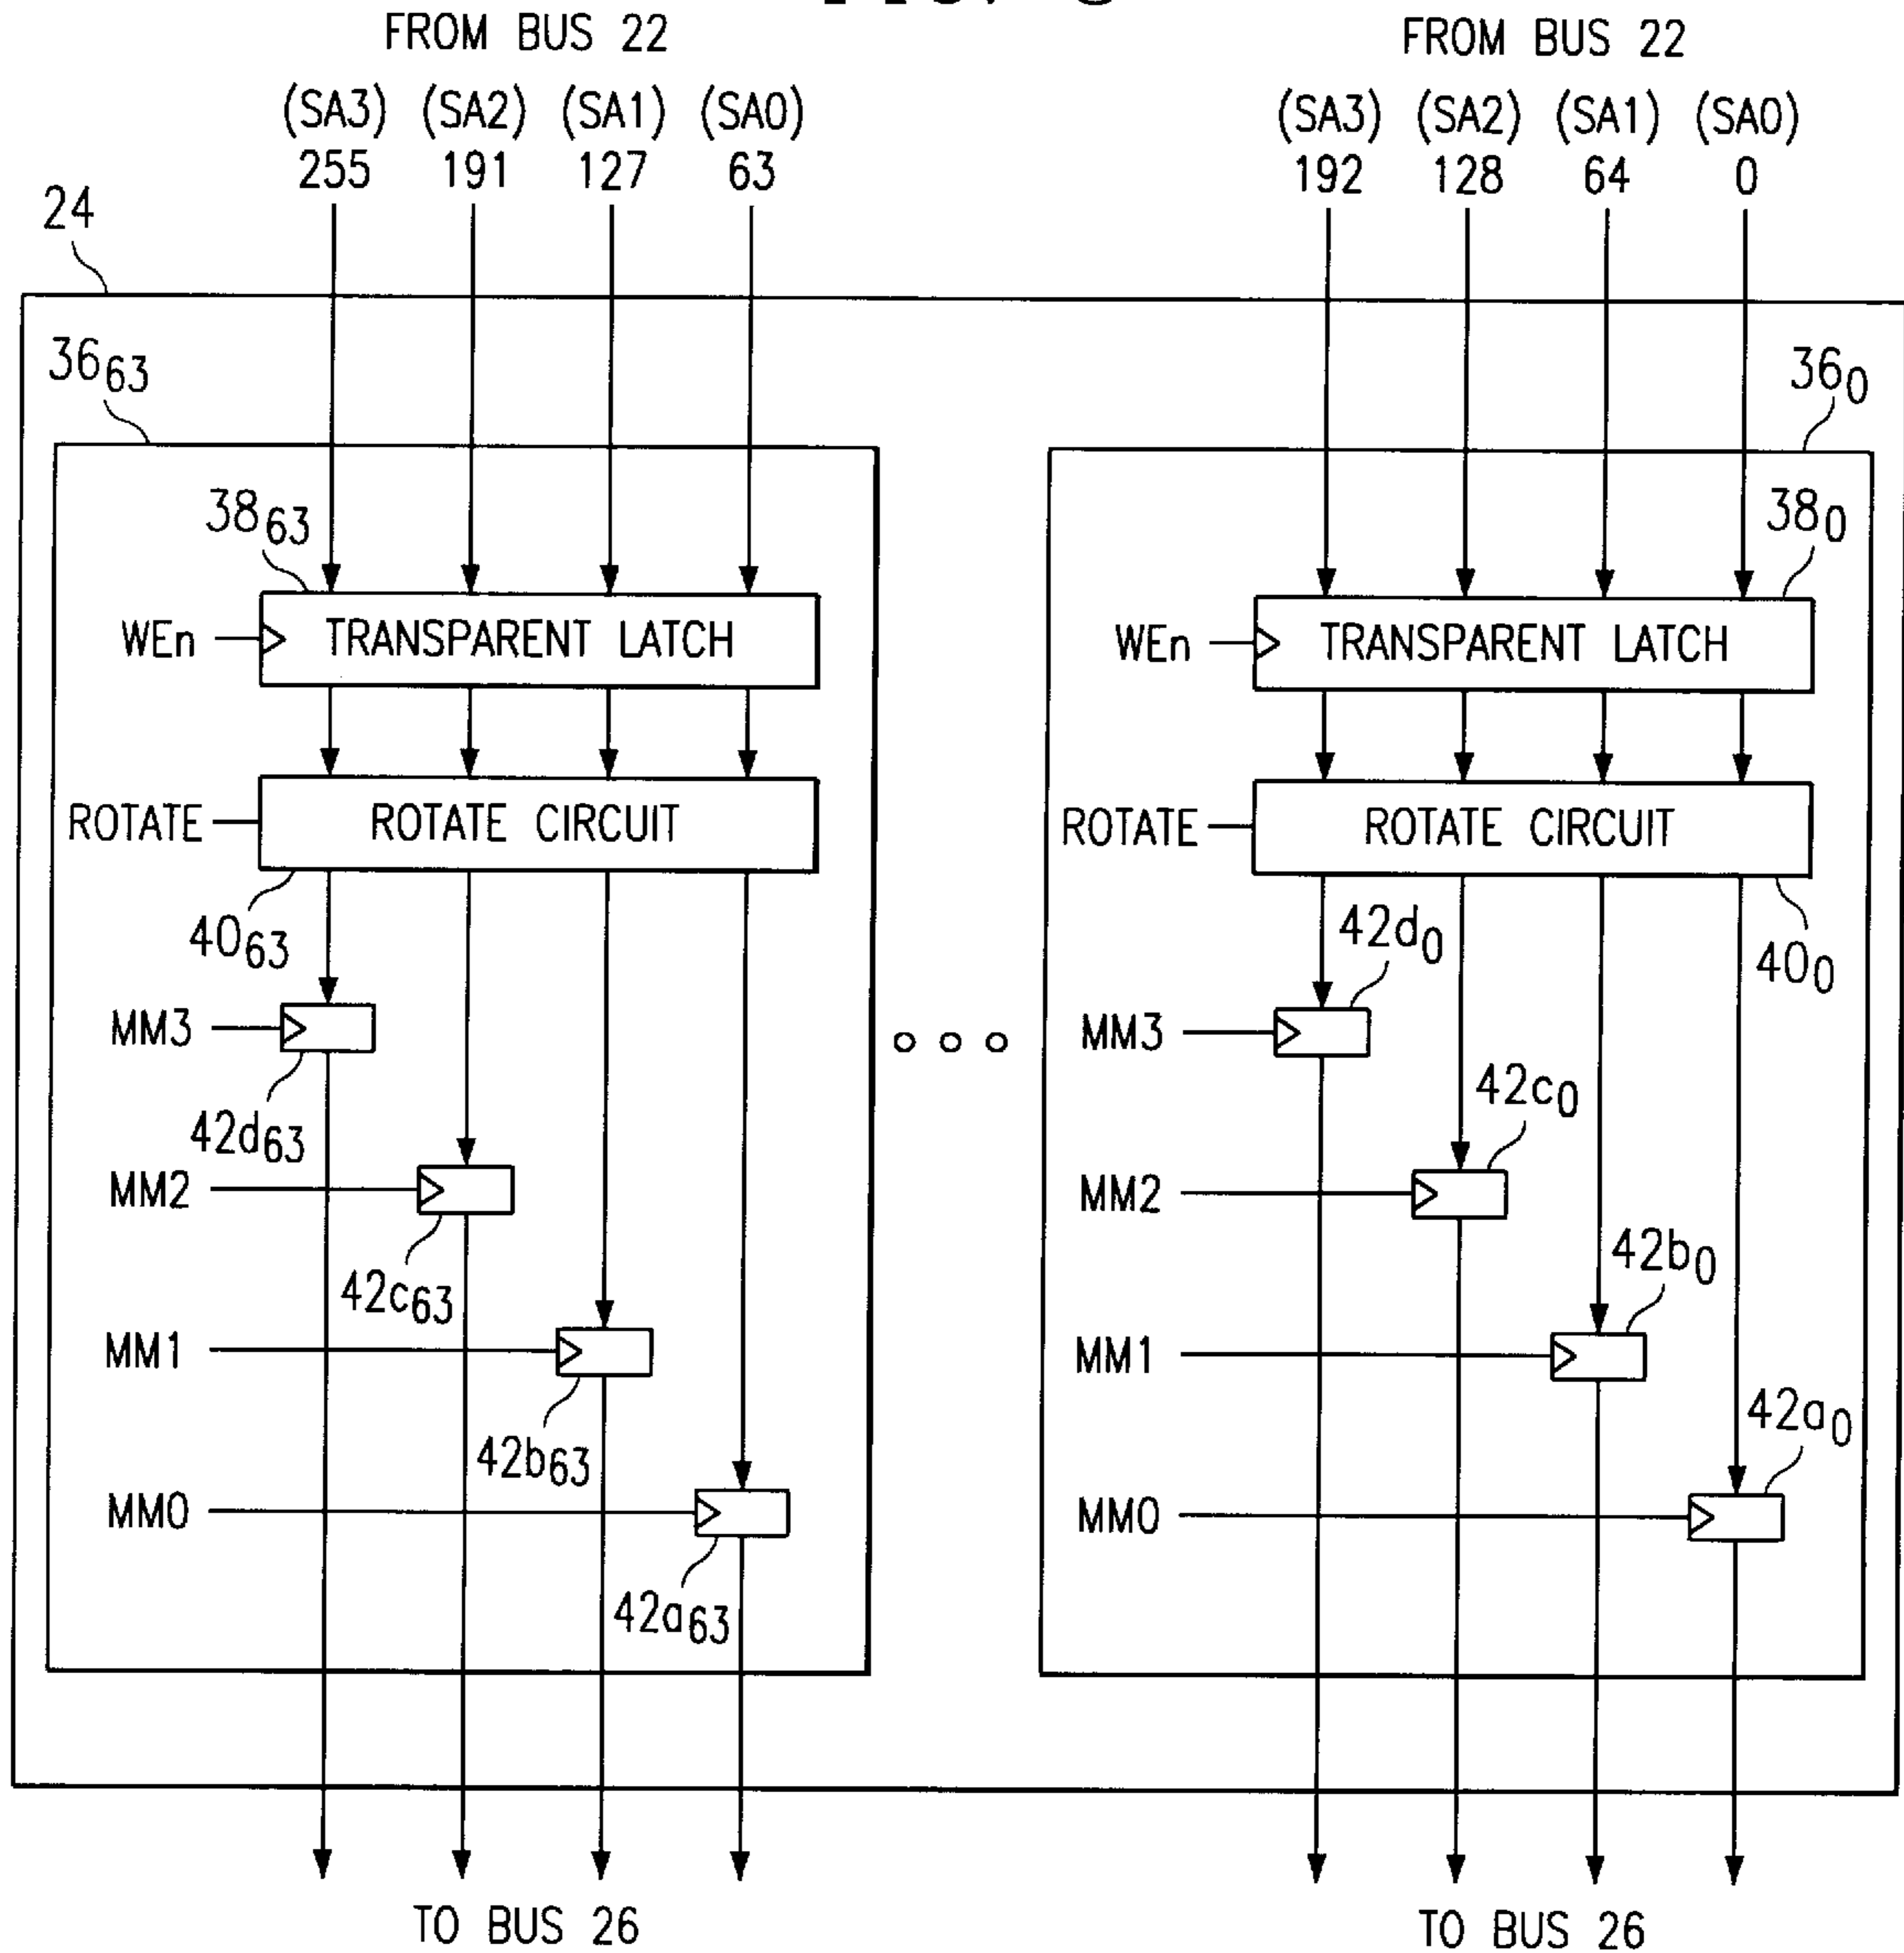 FROM BUS 22
(SA3) (SA2) (SA1) (SA0)
255 191 127 63
FROM BUS 22
(SA3) (SA2) (SA1) (SA0)
192 128 64 0
24
36₆₃
38₆₃
WEn
TRANSPARENT LATCH
ROTATE
ROTATE CIRCUIT
40₆₃
MM3
42d₆₃
MM2
42c₆₃
MM1
42b₆₃
MM0
42a₆₃
36₀
38₀
WEn
TRANSPARENT LATCH
ROTATE
ROTATE CIRCUIT
40₀
42d₀
MM3
42c₀
MM2
42b₀
MM1
42a₀
MM0
TO BUS 26
TO BUS 26